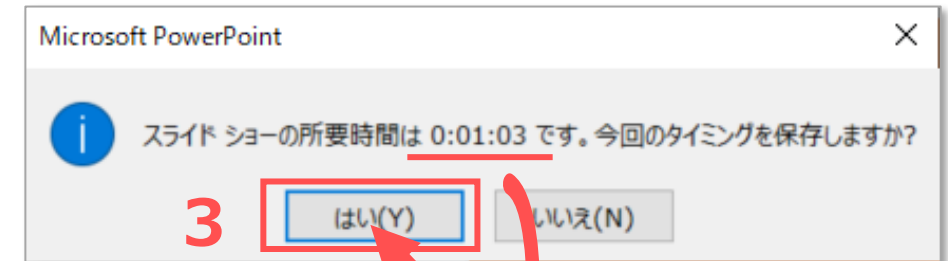 Microsoft PowerPoint
スライド ショーの所要時間は 0:01:03 です。今回のタイミングを保存しますか?
3
はい(Y)
いいえ(N)